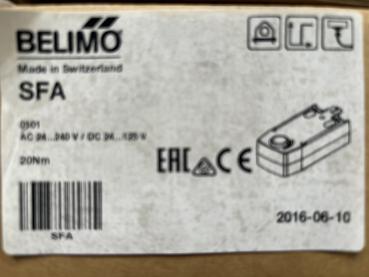 BELIMO
Made in Switzerland
SFA
0501
AC 24...240 V / DC 24...125 V
20Nm
EAC CE
SFA
2016-06-10